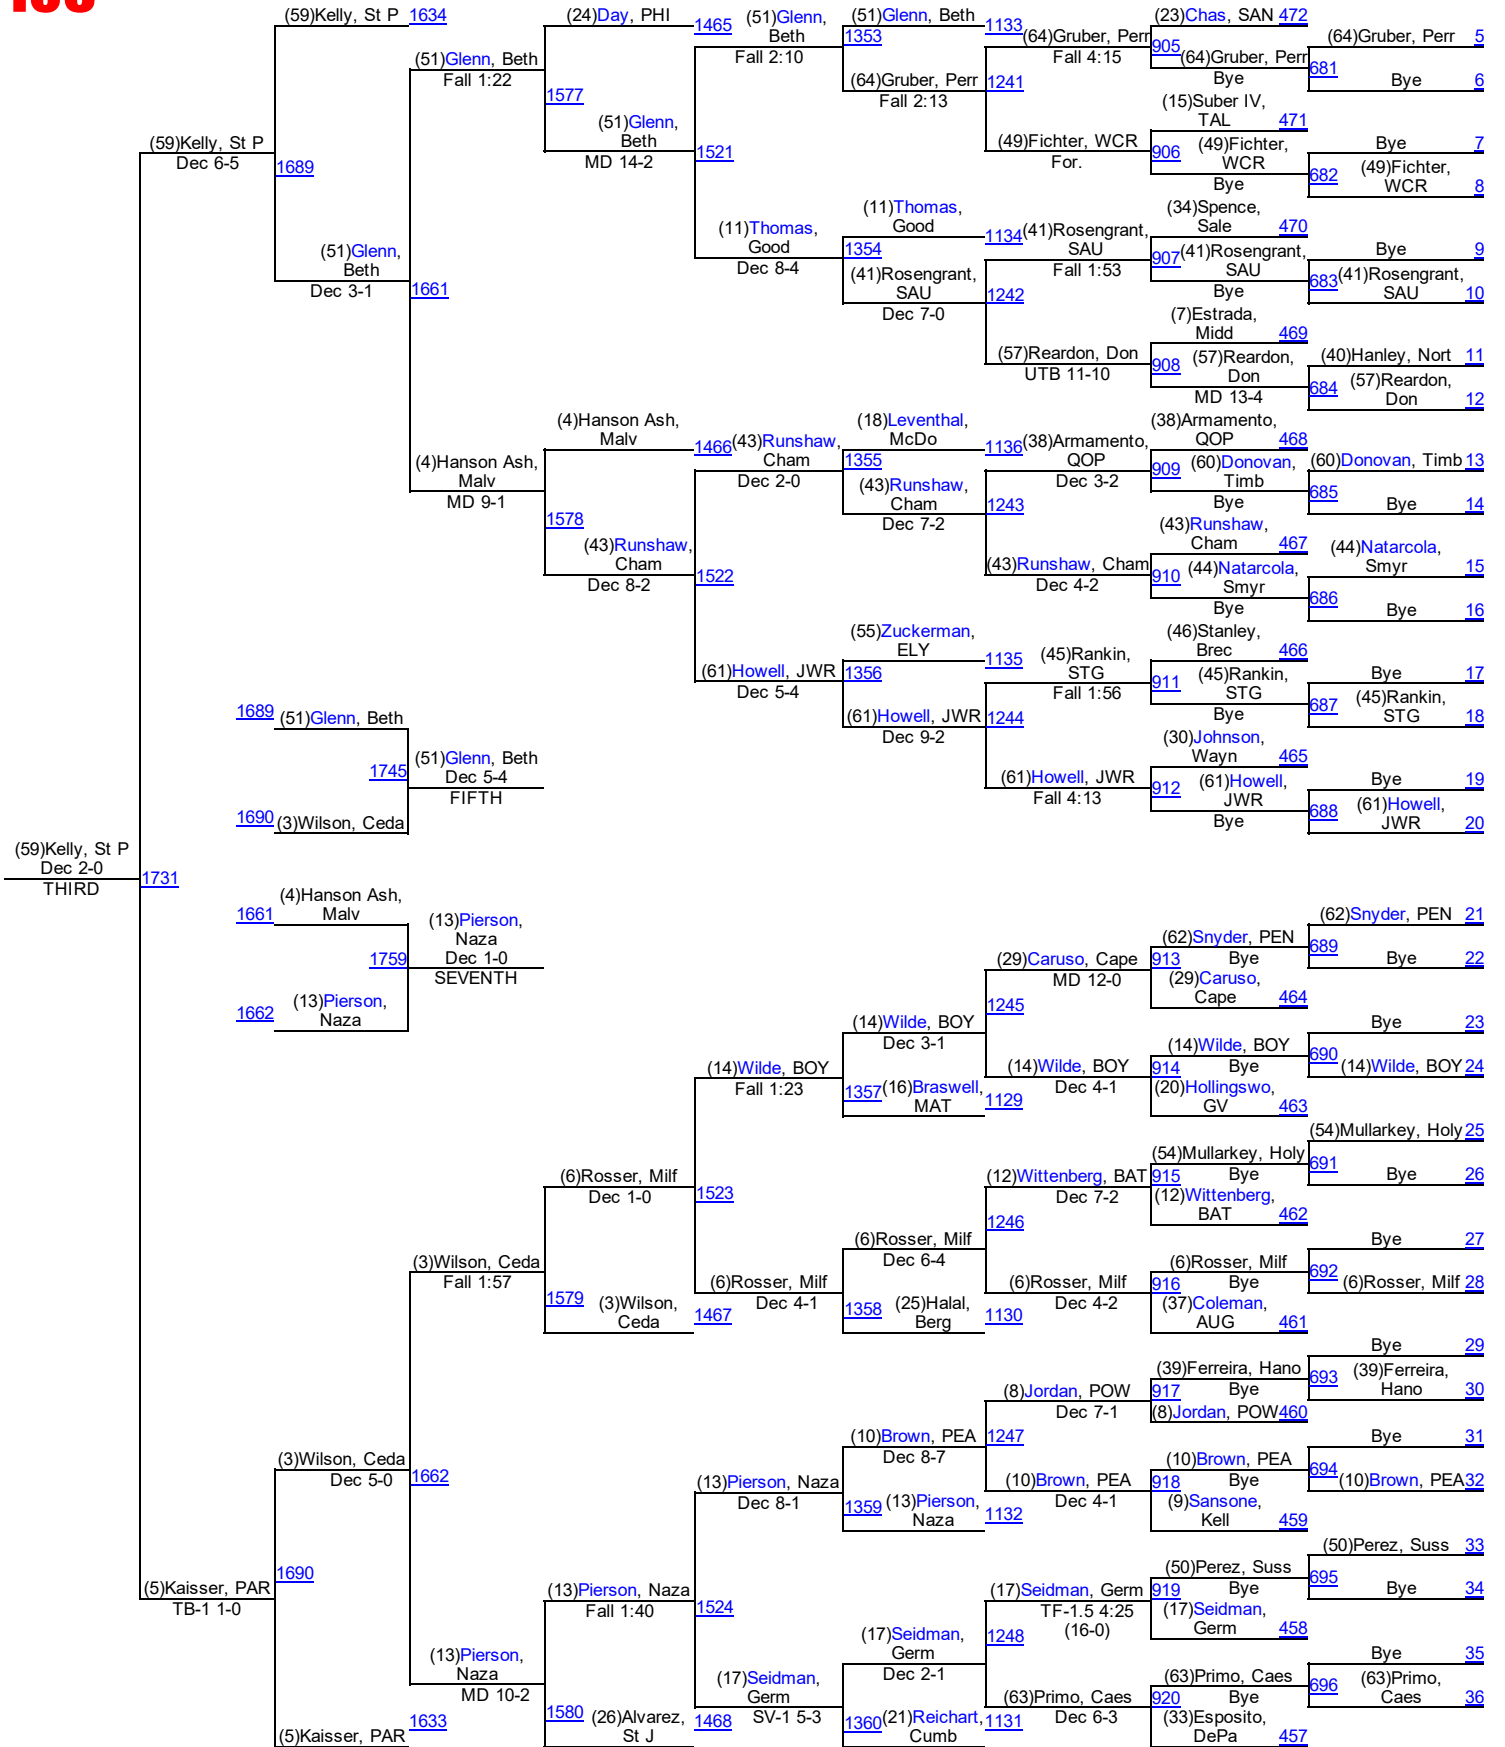 (59)Kelly, St P 1634
(24)Day, PHI
1465
(51)Glenn,
Beth
Fall 2:10
(51)Glenn, Beth
1353
1133
(64)Gruber, Perr
Fall 4:15
(23)Chas, SAN 472
905
(64)Gruber, Perr
Bye
(64)Gruber, Perr 5
681
Bye 6
(51)Glenn, Beth
Fall 1:22
(64)Gruber, Perr
Fall 2:13
1241
1577
(51)Glenn,
Beth
MD 14-2
(15)Suber IV,
TAL 471
(59)Kelly, St P
Dec 6-5
1689
1521
(49)Fichter, WCR
For.
906
(49)Fichter,
WCR
Bye
Bye 7
682
(49)Fichter,
WCR 8
(11)Thomas,
Good
Dec 8-4
(11)Thomas,
Good
1354
1134
(41)Rosengrant,
SAU
Fall 1:53
(34)Spence,
Sale 470
907
(41)Rosengrant,
SAU
Bye
Bye 9
683
(41)Rosengrant,
SAU 10
(51)Glenn,
Beth
Dec 3-1
1661
(41)Rosengrant,
SAU
Dec 7-0
1242
(7)Estrada,
Midd 469
(57)Reardon, Don
UTB 11-10
908
(57)Reardon,
Don
MD 13-4
(40)Hanley, Nort 11
684
(57)Reardon,
Don 12
(4)Hanson Ash,
Malv
1466
(43)Runshaw,
Cham
Dec 2-0
(18)Leventhal,
McDo
1355
1136
(38)Armamento,
QOP
Dec 3-2
(38)Armamento,
QOP 468
909
(60)Donovan,
Timb
Bye
(60)Donovan, Timb 13
685
Bye 14
(4)Hanson Ash,
Malv
MD 9-1
(43)Runshaw,
Cham
Dec 7-2
1243
1578
(43)Runshaw,
Cham
Dec 8-2
1522
(43)Runshaw,
Cham 467
(43)Runshaw, Cham
Dec 4-2
910
(44)Natarcola,
Smyr
Bye
(44)Natarcola,
Smyr 15
686
Bye 16
(61)Howell, JWR
Dec 5-4
(55)Zuckerman,
ELY
1356
1135
(45)Rankin,
STG
Fall 1:56
(46)Stanley,
Brec 466
911
(45)Rankin,
STG
Bye
Bye 17
687
(45)Rankin,
STG 18
1689
(51)Glenn, Beth
(61)Howell, JWR
Dec 9-2
1244
1745
(51)Glenn, Beth
Dec 5-4
FIFTH
1690
(3)Wilson, Ceda
(30)Johnson,
Wayn 465
(61)Howell, JWR
Fall 4:13
912
(61)Howell,
JWR
Bye
Bye 19
688
(61)Howell,
JWR 20
(59)Kelly, St P
Dec 2-0
THIRD
1731
1661
(4)Hanson Ash,
Malv
1759
(13)Pierson,
Naza
Dec 1-0
SEVENTH
1662
(13)Pierson,
Naza
(29)Caruso, Cape
MD 12-0
(62)Snyder, PEN
913
Bye
(29)Caruso,
Cape 464
(62)Snyder, PEN 21
689
Bye 22
1245
(14)Wilde, BOY
Dec 3-1
(14)Wilde, BOY
Fall 1:23
1357
(16)Braswell,
MAT
1129
(14)Wilde, BOY
Dec 4-1
(14)Wilde, BOY
914
Bye
(20)Hollingswo,
GV 463
Bye 23
690
(14)Wilde, BOY 24
(6)Rosser, Milf
Dec 1-0
1523
(12)Wittenberg, BAT
Dec 7-2
(54)Mullarkey, Holy
915
Bye
(12)Wittenberg,
BAT 462
(54)Mullarkey, Holy 25
691
Bye 26
1246
(6)Rosser, Milf
Dec 6-4
(3)Wilson, Ceda
Fall 1:57
1579
(3)Wilson,
Ceda
1467
(6)Rosser, Milf
Dec 4-1
1358
(25)Halal,
Berg
1130
(6)Rosser, Milf
Dec 4-2
(6)Rosser, Milf
916
Bye
(37)Coleman,
AUG 461
Bye 27
692
(6)Rosser, Milf 28
(8)Jordan, POW
Dec 7-1
(39)Ferreira, Hano
917
Bye
(8)Jordan, POW 460
Bye 29
693
(39)Ferreira,
Hano 30
(3)Wilson, Ceda
Dec 5-0
1662
(10)Brown, PEA
Dec 8-7
1247
(13)Pierson, Naza
Dec 8-1
1359
(13)Pierson,
Naza
1132
(10)Brown, PEA
Dec 4-1
(10)Brown, PEA
918
Bye
(9)Sansone,
Kell 459
Bye 31
694
(10)Brown, PEA 32
1690
(5)Kaisser, PAR
TB-1 1-0
(13)Pierson, Naza
Fall 1:40
1524
(17)Seidman, Germ
TF-1.5 4:25
(16-0)
(50)Perez, Suss
919
Bye
(17)Seidman,
Germ 458
(50)Perez, Suss 33
695
Bye 34
(17)Seidman,
Germ
Dec 2-1
1248
(13)Pierson,
Naza
MD 10-2
(5)Kaisser, PAR
1633
1580
(26)Alvarez,
St J
1468
(17)Seidman,
Germ
SV-1 5-3
1360
(21)Reichart,
Cumb
1131
(63)Primo, Caes
Dec 6-3
(63)Primo, Caes
920
Bye
(33)Esposito,
DePa 457
Bye 35
696
(63)Primo,
Caes 36